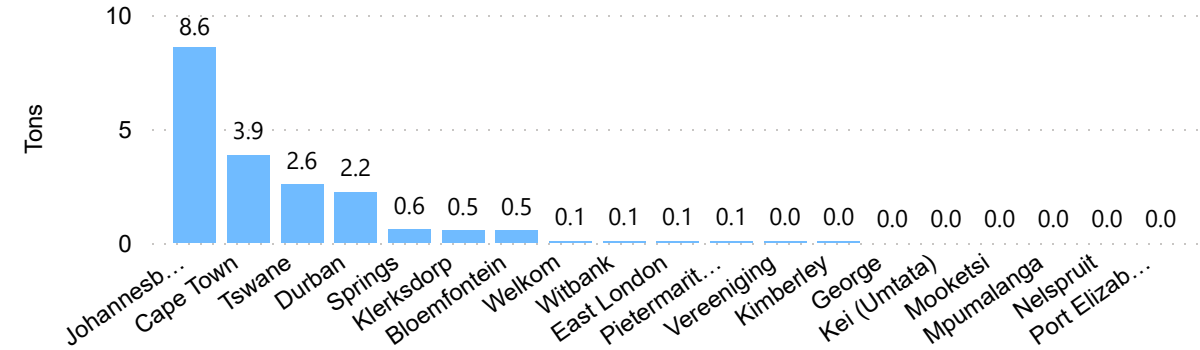 Tons
10
5
0
8.6
3.9
2.6
2.2
0.6
0.5
0.5
0.1
0.1
0.1
0.1
0.0
0.0
0.0
0.0
0.0
0.0
0.0
0.0
Johannesb...
Cape Town
Tswane
Durban
Springs
Klerksdorp
Bloemfontein
Welkom
Witbank
East London
Pietermarit...
Vereeniging
Kimberley
George
Kei (Umtata)
Mooketsi
Mpumalanga
Nelspruit
Port Elizab...